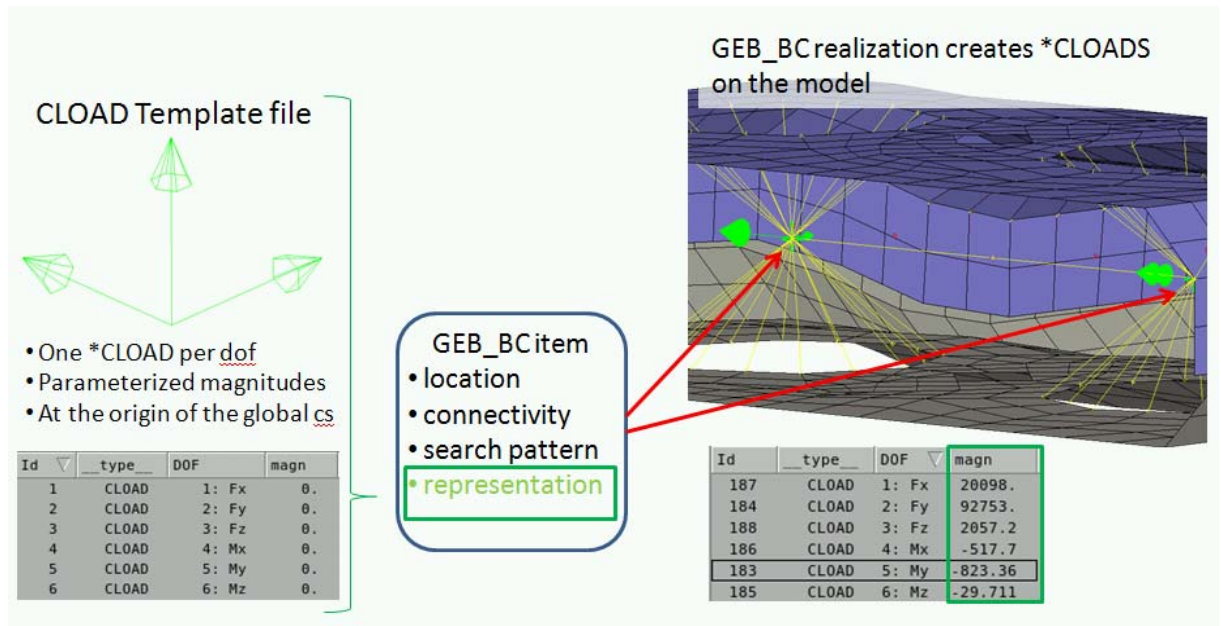 CLOAD Template file
• One *CLOAD per dof
• Parameterized magnitudes
• At the origin of the global cs
Id __type__ DOF magn
1 CLOAD 1: Fx 0.
2 CLOAD 2: Fy 0.
3 CLOAD 3: Fz 0.
4 CLOAD 4: Mx 0.
5 CLOAD 5: My 0.
6 CLOAD 6: Mz 0.
GEB_BC item
• location
• connectivity
• search pattern
• representation
GEB_BC realization creates *CLOADS
on the model
Id __type__ DOF magn
187 CLOAD 1: Fx 20098.
184 CLOAD 2: Fy 92753.
188 CLOAD 3: Fz 2057.2
186 CLOAD 4: Mx -517.7
183 CLOAD 5: My -823.36
185 CLOAD 6: Mz -29.711